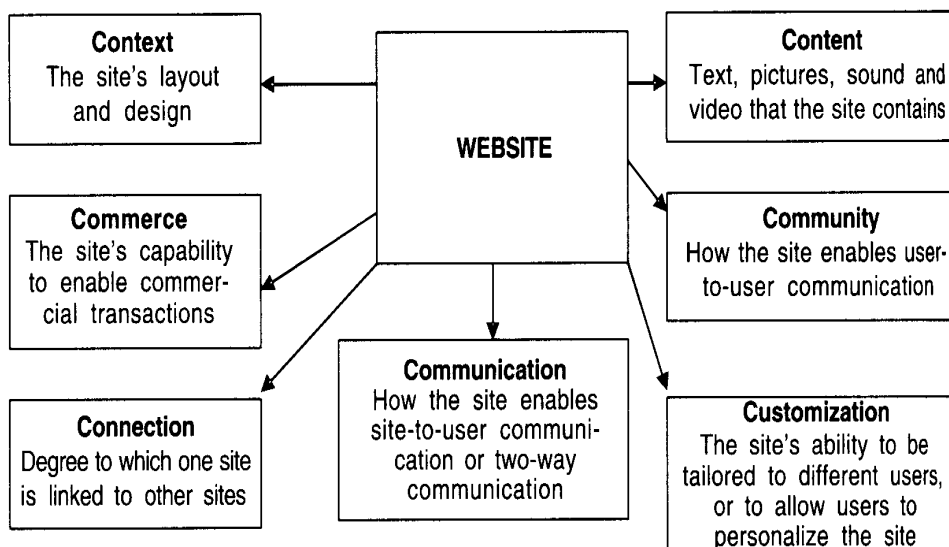 Context
The site's layout
and design
WEBSITE
Content
Text, pictures, sound and
video that the site contains
Commerce
The site's capability
to enable commer-
cial transactions
Community
How the site enables user-
to-user communication
Connection
Degree to which one site
is linked to other sites
Communication
How the site enables
site-to-user communi-
cation or two-way
communication
Customization
The site's ability to be
tailored to different users,
or to allow users to
personalize the site